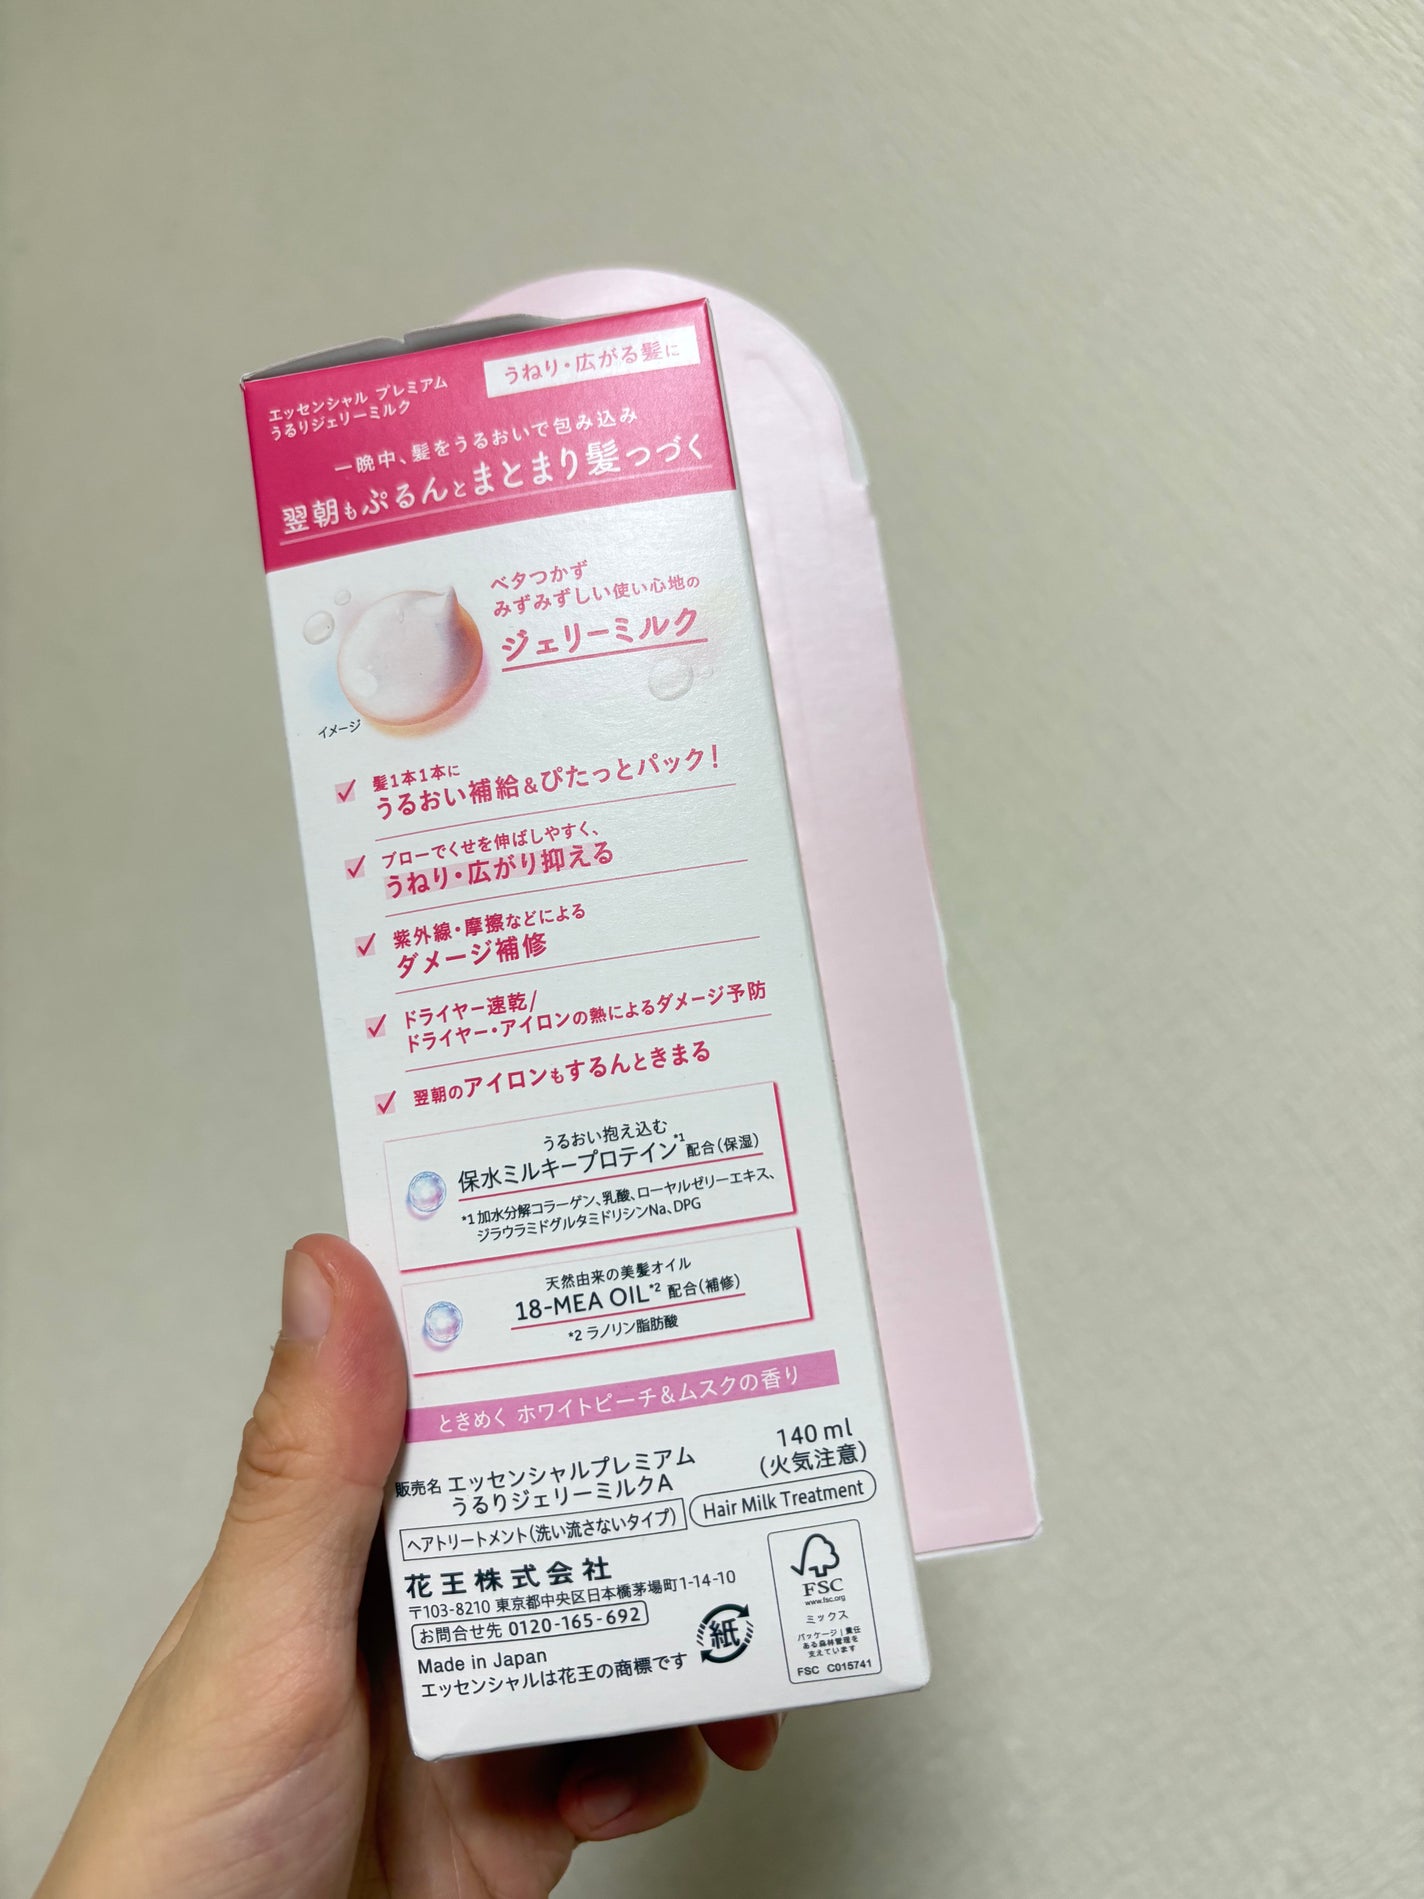 エッセンシャル プレミアム
うるりジェリーミルク
うねり・広がる髪に
一晩中、髪をうるおいで包み込み
翌朝もぷるんとまとまり髪つづく
ベタつかず
みずみずしい使い心地の
ジェリーミルク
イメージ
髪1本1本に
うるおい補給&ぴたっとパック!
ブローでくせを伸ばしやすく、
うねり・広がり抑える
紫外線・摩擦などによる
ダメージ補修
ドライヤー速乾/
ドライヤー・アイロンの熱によるダメージ予防
翌朝のアイロンもするんときまる
うるおい抱え込む
保水ミルキープロテイン*1 配合(保湿)
*1 加水分解コラーゲン、乳酸、ローヤルゼリーエキス、
ジラウラミドグルタミドリシンNa、DPG
天然由来の美髪オイル
18-MEA OIL*2 配合(補修)
*2 ラノリン脂肪酸
ときめく ホワイトピーチ&ムスクの香り
販売名 エッセンシャルプレミアム
うるりジェリーミルクA
140 ml
(火気注意)
ヘアトリートメント(洗い流さないタイプ)
Hair Milk Treatment
花王株式会社
〒103-8210 東京都中央区日本橋茅場町1-14-10
お問合せ先 0120-165-692
Made in Japan
エッセンシャルは花王の商標です
紙
FSC
www.fsc.org
ミックス
パッケージ | 責任
ある森林管理を
支えています
FSC C015741